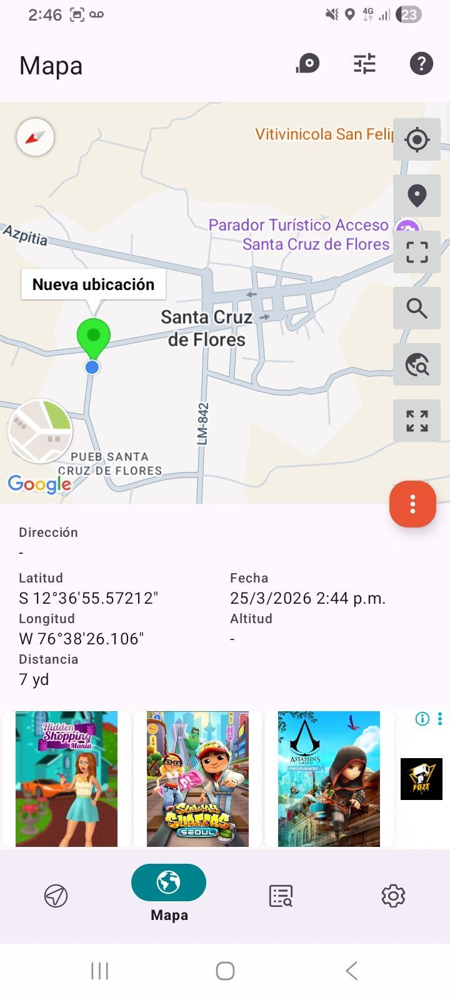 2:46
4G
23
Mapa
Vitivinicola San Felip
Parador Turístico Acceso
Santa Cruz de Flores
Azpitia
Nueva ubicación
Santa Cruz
de Flores
LM-842
PUEB SANTA
CRUZ DE FLORES
Google
Dirección
-
Latitud
Fecha
S 12°36'55.57212"
25/3/2026 2:44 p.m.
Longitud
Altitud
W 76°38'26.106"
-
Distancia
7 yd
Hidden
Shopping
Mania
SUBWAY
SURFERS
SEOUL
ASSASSIN'S
CREED
FREERUNNERS
FOZE
Mapa